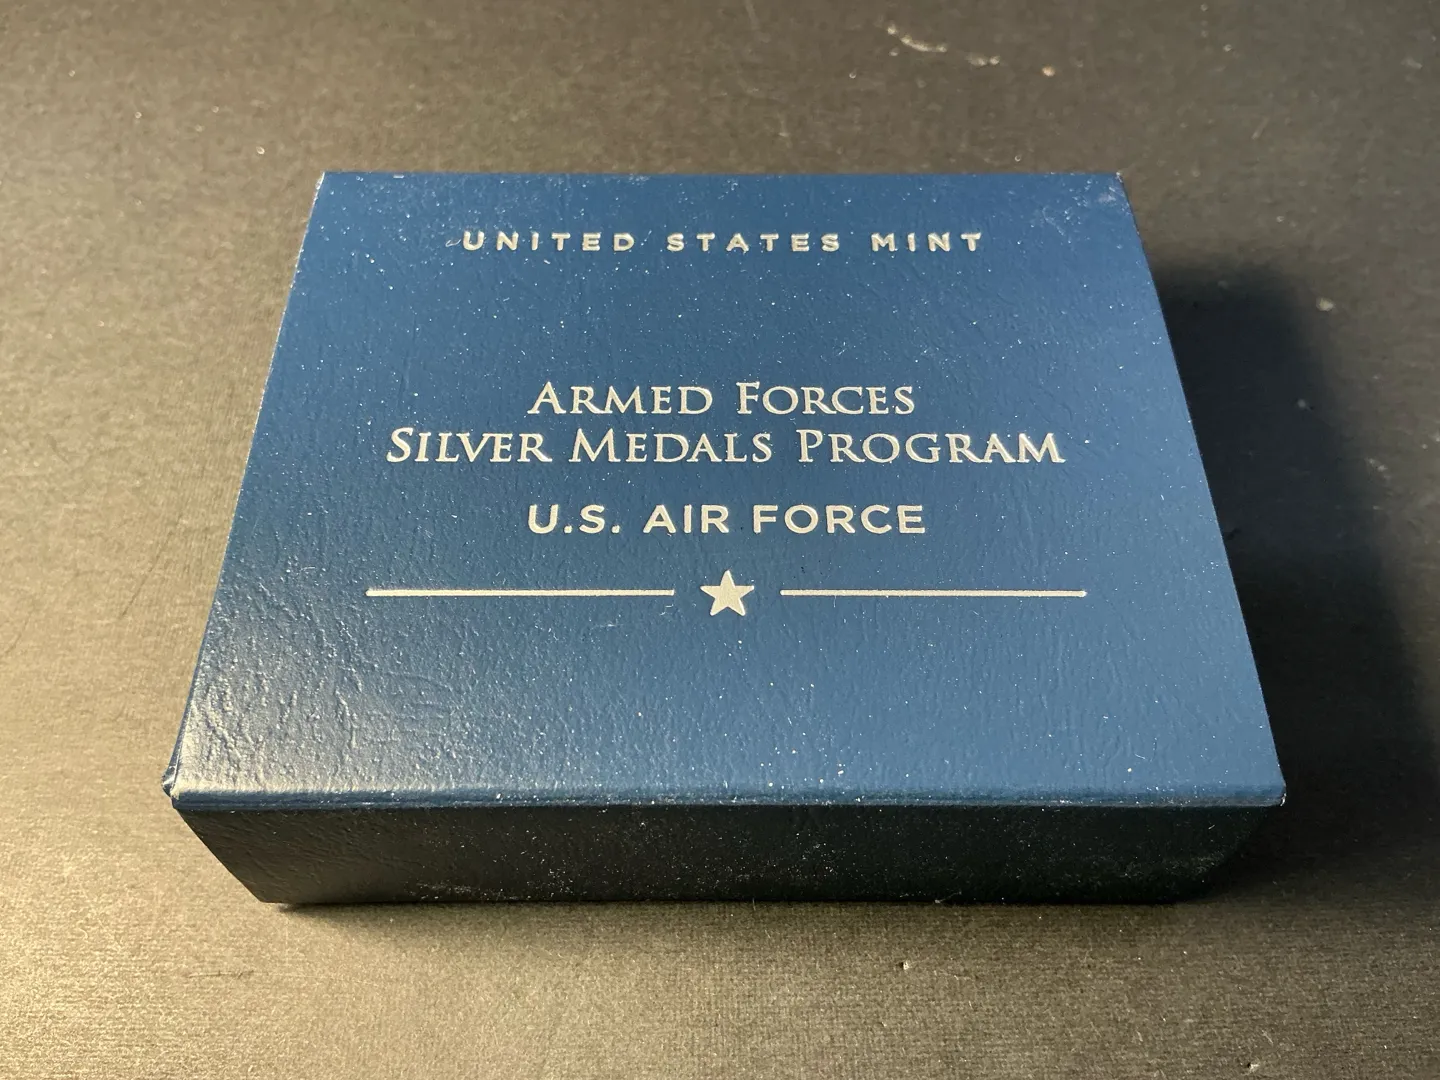 UNITED STATES MINT
ARMED FORCES
SILVER MEDALS PROGRAM
U.S. AIR FORCE